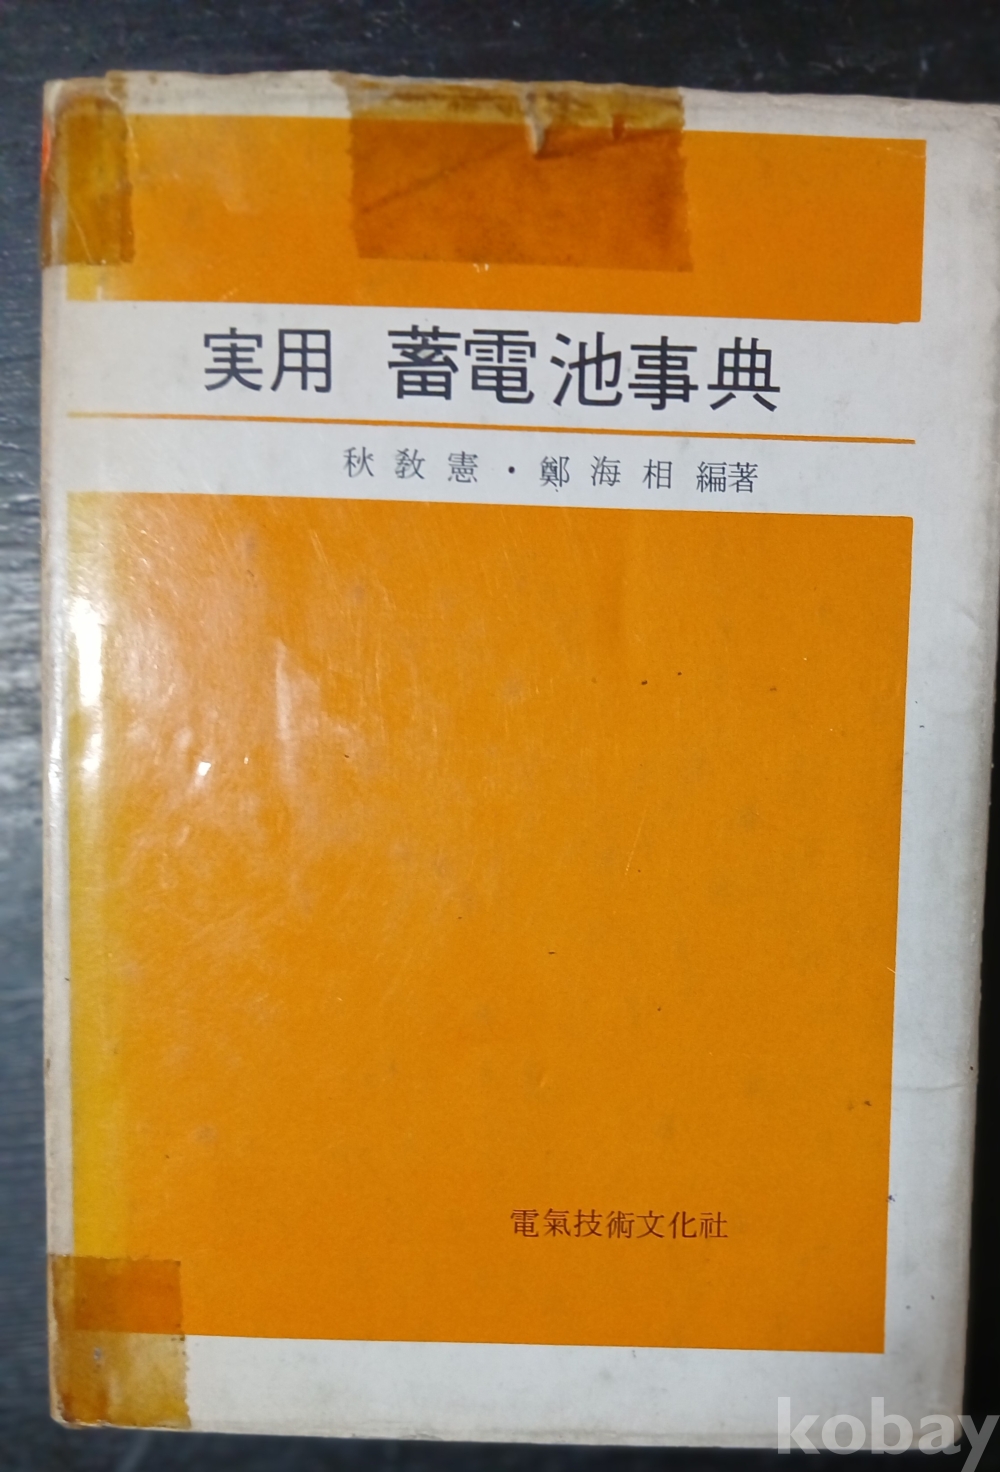 実用 蓄電池事典
秋教憲・鄭海相 編著
電氣技術文化社
kobay